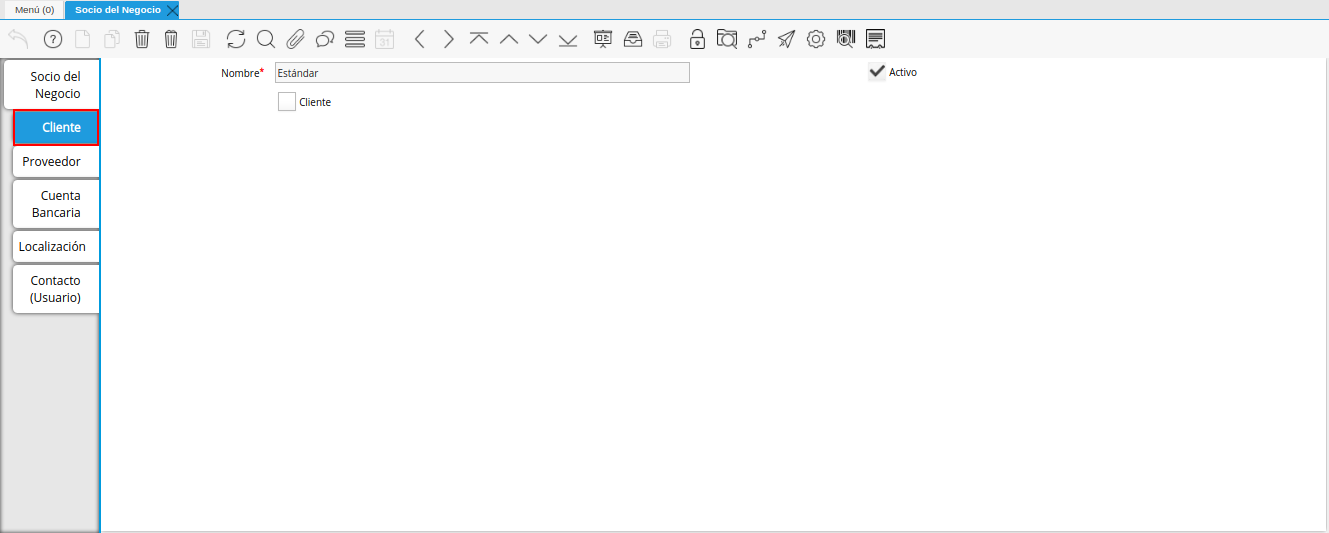 Menú (0)
Socio del Negocio
31
Socio del
Negocio
Cliente
Proveedor
Cuenta
Bancaria
Localización
Contacto
(Usuario)
Nombre*
Estándar
Activo
Cliente